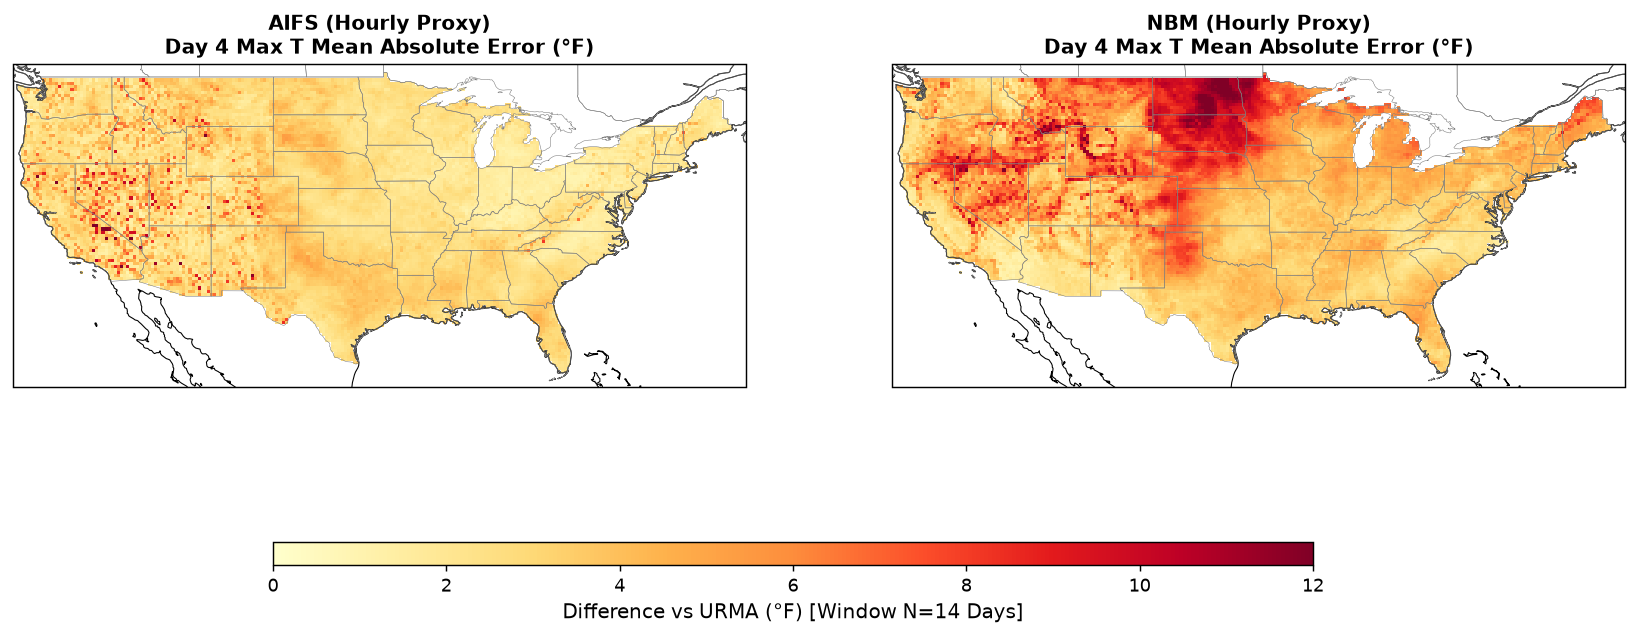 AIFS (Hourly Proxy)
Day 4 Max T Mean Absolute Error (°F)
NBM (Hourly Proxy)
Day 4 Max T Mean Absolute Error (°F)
0 2 4 6 8 10 12
Difference vs URMA (°F) [Window N=14 Days]